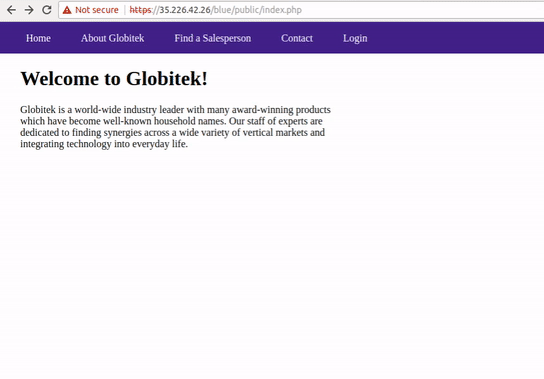 Not secure https://35.226.42.26/blue/public/index.php
Home About Globitek Find a Salesperson Contact Login
Welcome to Globitek!
Globitek is a world-wide industry leader with many award-winning products
which have become well-known household names. Our staff of experts are
dedicated to finding synergies across a wide variety of vertical markets and
integrating technology into everyday life.